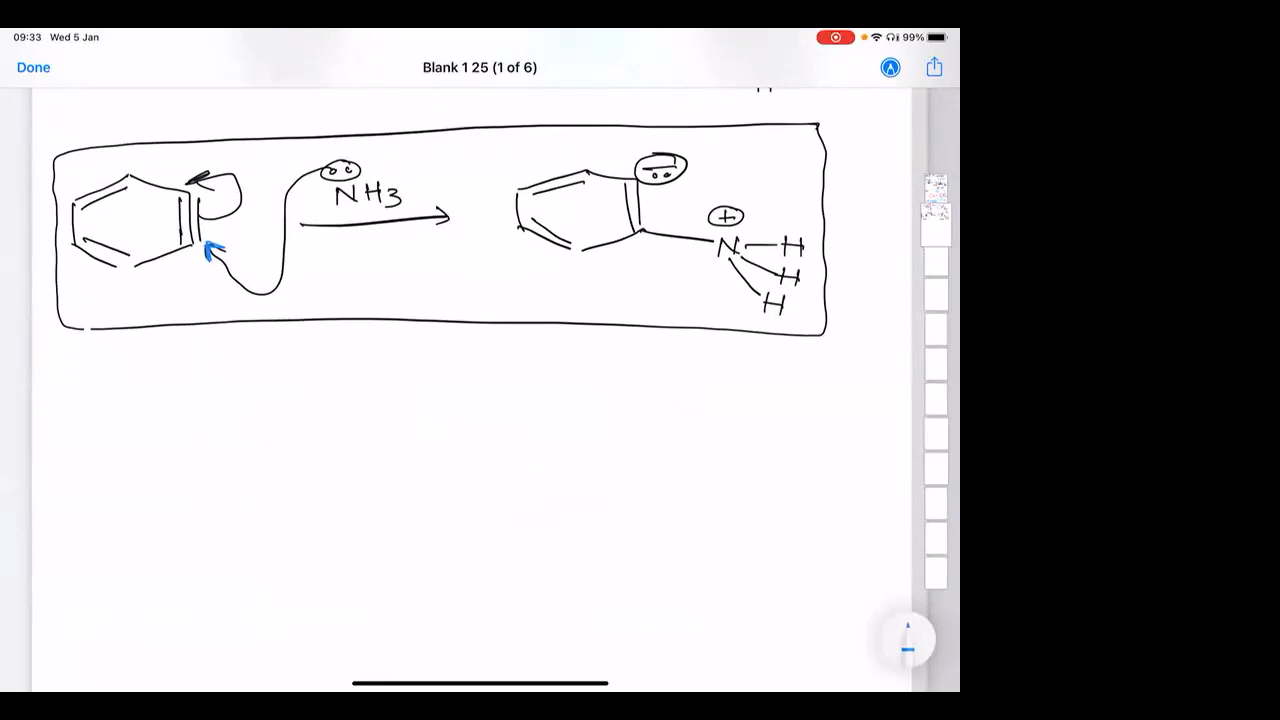 09:33 Wed 5 Jan
99%
Done
Blank 1 25 (1 of 6)
H
NH3
N—H
H
H